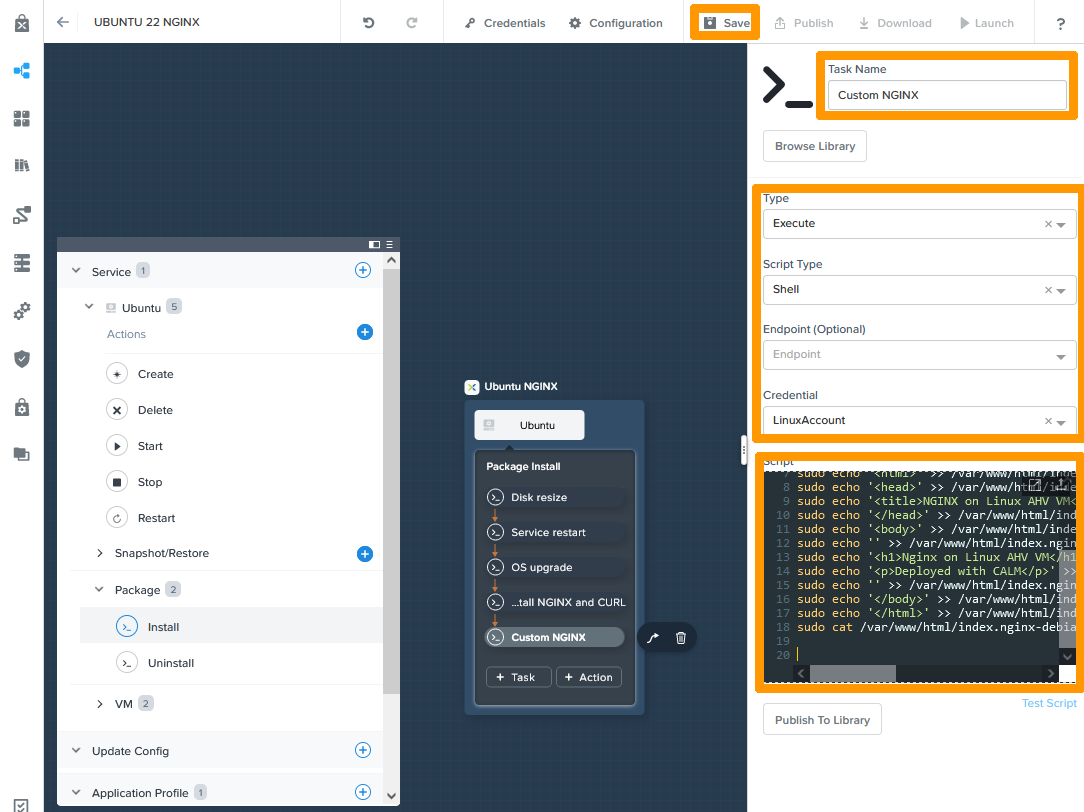 UBUNTU 22 NGINX
Credentials
Configuration
Save
Publish
Download
Launch
?
Task Name
Custom NGINX
Browse Library
Type
Execute
Script Type
Shell
Endpoint (Optional)
Endpoint
Credential
LinuxAccount
Script
sudo echo '<html>' >> /var/www/html/inde
8 sudo echo '<head>' >> /var/www/html/inde
9 sudo echo '<title>NGINX on Linux AHV VM<
10 sudo echo '</head>' >> /var/www/html/ind
11 sudo echo '<body>' >> /var/www/html/inde
12 sudo echo '' >> /var/www/html/index.ngin
13 sudo echo '<h1>Nginx on Linux AHV VM</h1
14 sudo echo '<p>Deployed with CALM</p>' >>
15 sudo echo '' >> /var/www/html/index.ngin
16 sudo echo '</body>' >> /var/www/html/ind
17 sudo echo '</html>' >> /var/www/html/ind
18 sudo cat /var/www/html/index.nginx-debia
19
20
Test Script
Publish To Library
Service 1
Ubuntu 5
Actions
Create
Delete
Start
Stop
Restart
Snapshot/Restore
Package 2
Install
Uninstall
VM 2
Update Config
Application Profile 1
Ubuntu NGINX
Ubuntu
Package Install
Disk resize
Service restart
OS upgrade
...tall NGINX and CURL
Custom NGINX
+ Task
+ Action